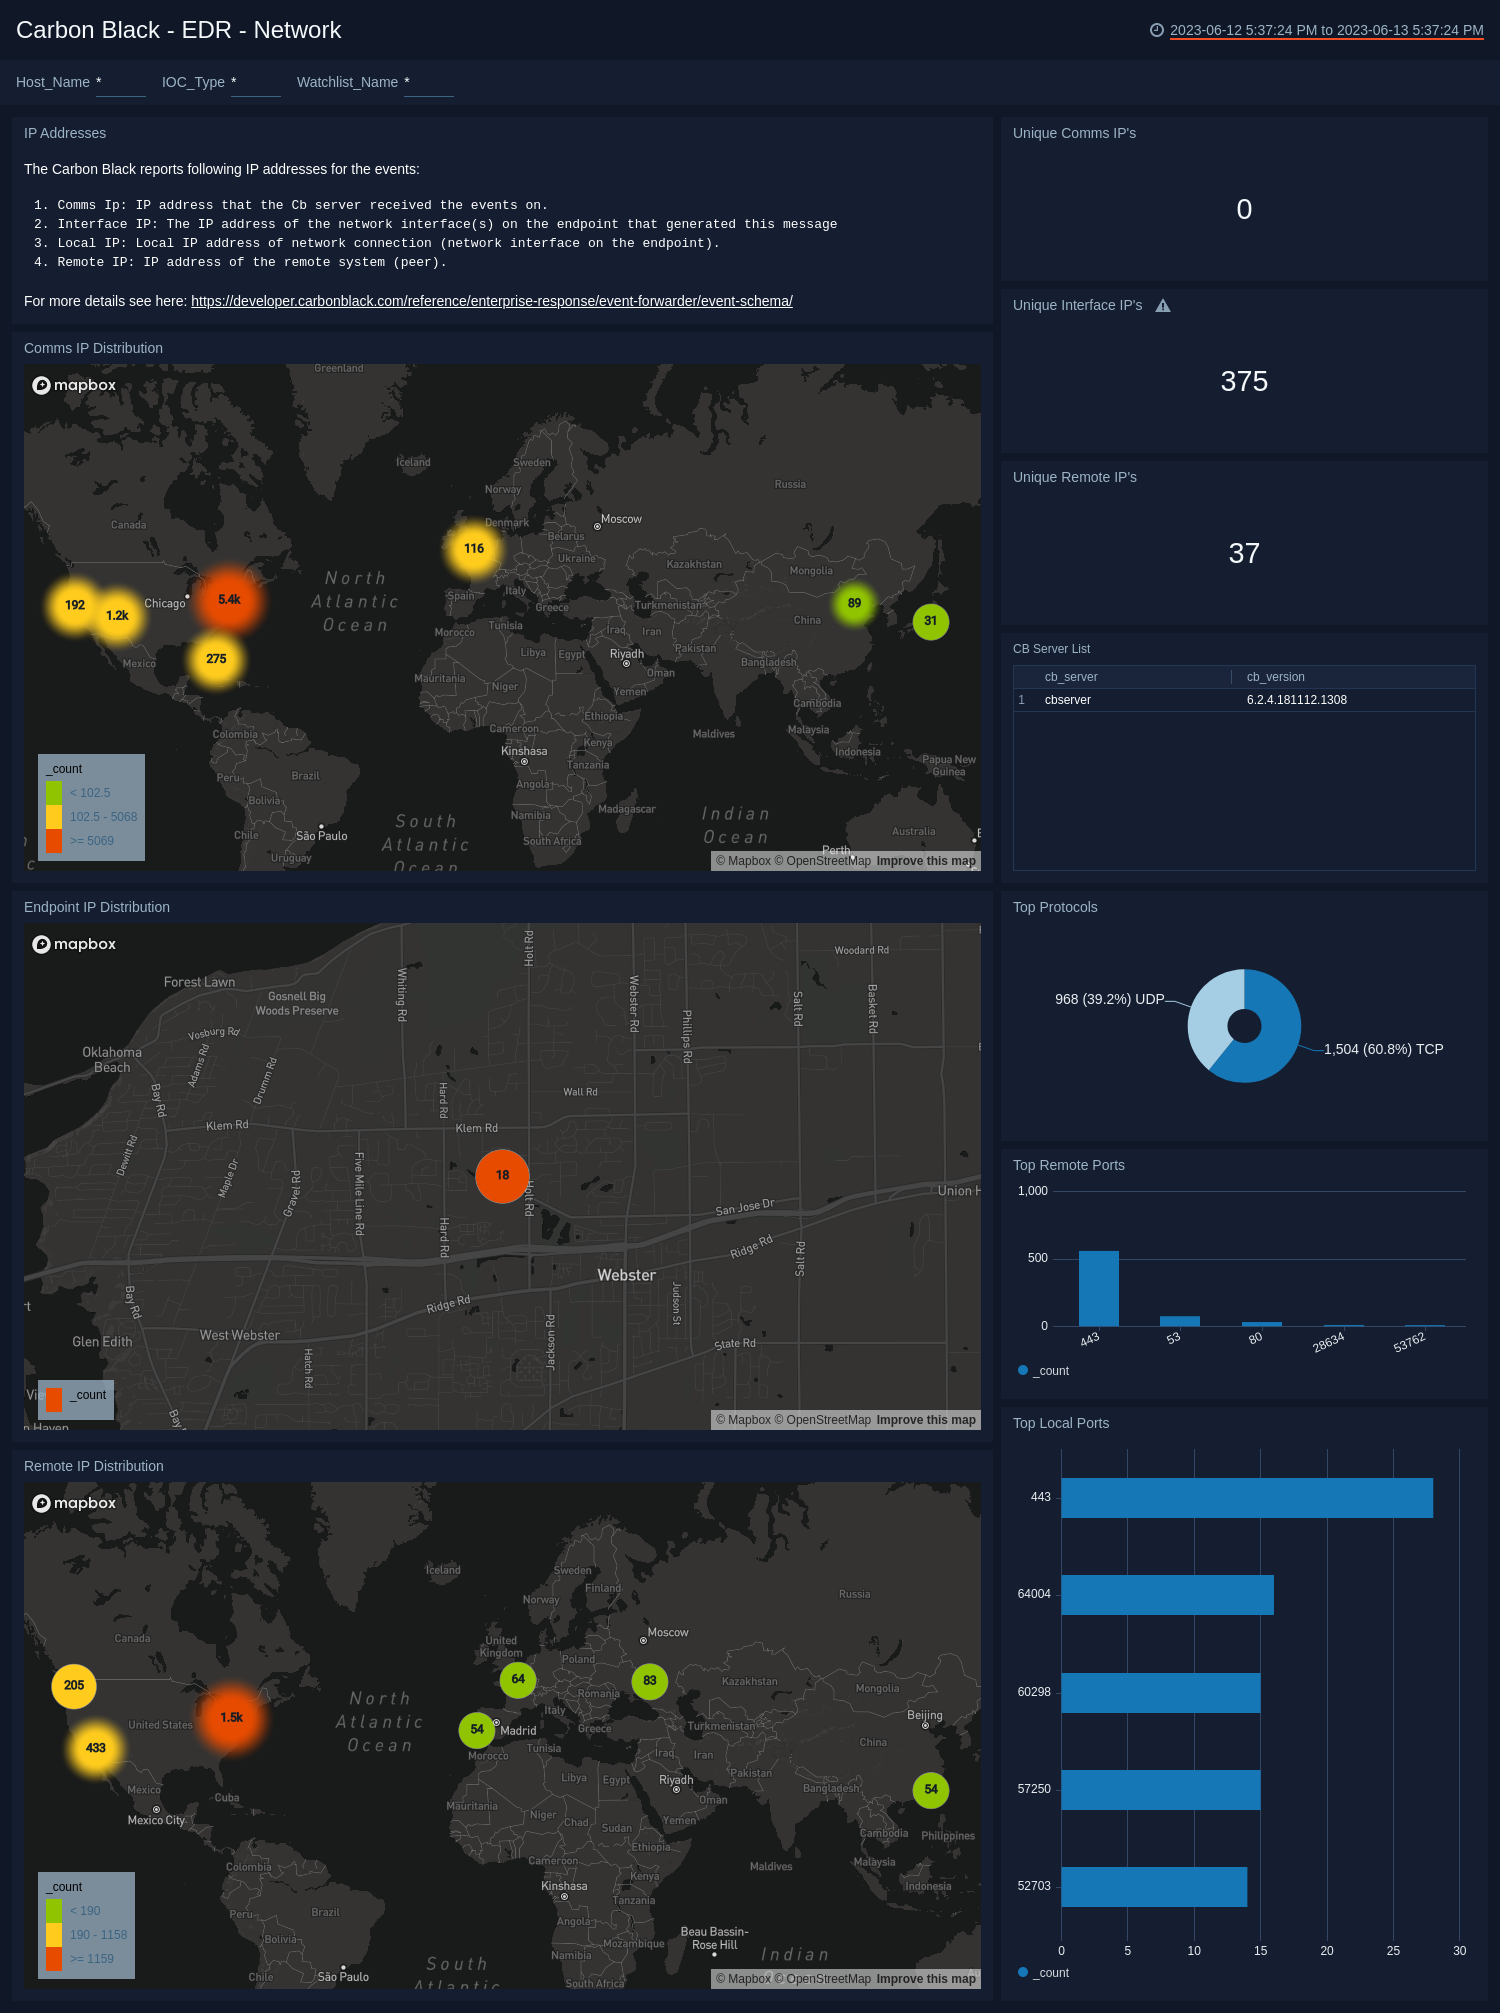 Carbon Black - EDR - Network
2023-06-12 5:37:24 PM to 2023-06-13 5:37:24 PM
Host_Name *
IOC_Type *
Watchlist_Name *
IP Addresses
The Carbon Black reports following IP addresses for the events:
1. Comms Ip: IP address that the Cb server received the events on.
2. Interface IP: The IP address of the network interface(s) on the endpoint that generated this message
3. Local IP: Local IP address of network connection (network interface on the endpoint).
4. Remote IP: IP address of the remote system (peer).
For more details see here: https://developer.carbonblack.com/reference/enterprise-response/event-forwarder/event-schema/
Unique Comms IP's
0
Unique Interface IP's
375
Unique Remote IP's
37
CB Server List
cb_server cb_version
1 cbserver 6.2.4.181112.1308
Comms IP Distribution
mapbox
Greenland
Iceland
Sweden
Norway
Russia
Canada
Denmark
Moscow
Belarus
Ukraine
116
Kazakhstan
Mongolia
North
Atlantic
Ocean
192
1.2k
Chicago
5.4k
275
Spain
Italy
Greece
Turkmenistan
China
89
31
Morocco
Tunisia
Iraq
Iran
Pakistan
Mexico
Libya
Egypt
Riyadh
Oman
Bangladesh
Mauritania
Niger
Yemen
Cambodia
Colombia
Cameroon
Ethiopia
Maldives
Malaysia
Kinshasa
Kenya
Tanzania
Indonesia
Papua New
Guinea
Peru
Brazil
Angola
Bolivia
Namibia
Madagascar
Indian
Ocean
Chile
São Paulo
South
Atlantic
Ocean
South Africa
Australia
Uruguay
Perth
_count
< 102.5
102.5 - 5068
>= 5069
© Mapbox © OpenStreetMap Improve this map
Endpoint IP Distribution
mapbox
Forest Lawn
Gosnell Big
Woods Preserve
Whiting Rd
Holt Rd
Webster Rd
Phillips Rd
Salt Rd
Woodard Rd
Basket Rd
Vosburg Rd
Oklahoma
Beach
Adams Rd
Drumm Rd
Bay Rd
Hard Rd
Wall Rd
Klem Rd
Klem Rd
Dewitt Rd
Maple Dr
Gravel Rd
Five Mile Line Rd
18
Holt Rd
Hard Rd
San Jose Dr
Union H
Ridge Rd
Salt Rd
Webster
Bay Rd
Ridge Rd
Judson St
Glen Edith
West Webster
Hatch Rd
Jackson Rd
State Rd
Bay
_count
© Mapbox © OpenStreetMap Improve this map
Remote IP Distribution
mapbox
Iceland
Sweden
Finland
Norway
Russia
Canada
United
Kingdom
Moscow
Poland
205
64
83
Kazakhstan
Mongolia
North
Atlantic
Ocean
United States
1.5k
433
Romania
Italy
54
Madrid
Greece
Turkmenistan
Beijing
China
Morocco
Tunisia
Iraq
Iran
Pakistan
Mexico
Cuba
Mexico City
Libya
Egypt
Riyadh
Oman
Bangladesh
54
Mauritania
Niger
Chad
Sudan
Yemen
Cambodia
Philippines
Colombia
Cameroon
Ethiopia
Maldives
Malaysia
Kinshasa
Kenya
Tanzania
Indonesia
Peru
Brazil
Angola
Bolivia
Namibia
Mozambique
Beau Bassin-
Rose Hill
Indian
Chile
São Paulo
South
Atlantic
South Africa
_count
< 190
190 - 1158
>= 1159
© Mapbox © OpenStreetMap Improve this map
Top Protocols
968 (39.2%) UDP
1,504 (60.8%) TCP
Top Remote Ports
1,000
500
0
443 53 80 28634 53762
_count
Top Local Ports
443
64004
60298
57250
52703
0 5 10 15 20 25 30
_count